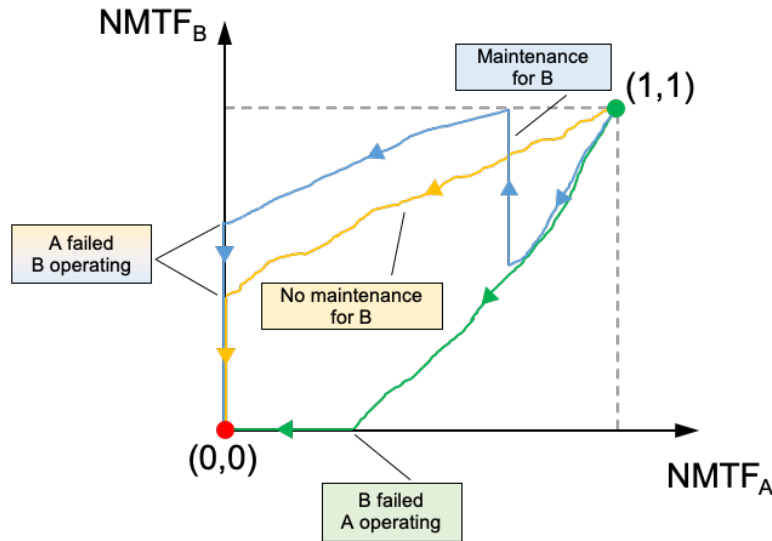 NMTF_B
Maintenance
for B
(1,1)
A failed
B operating
No maintenance
for B
(0,0)
NMTF_A
B failed
A operating